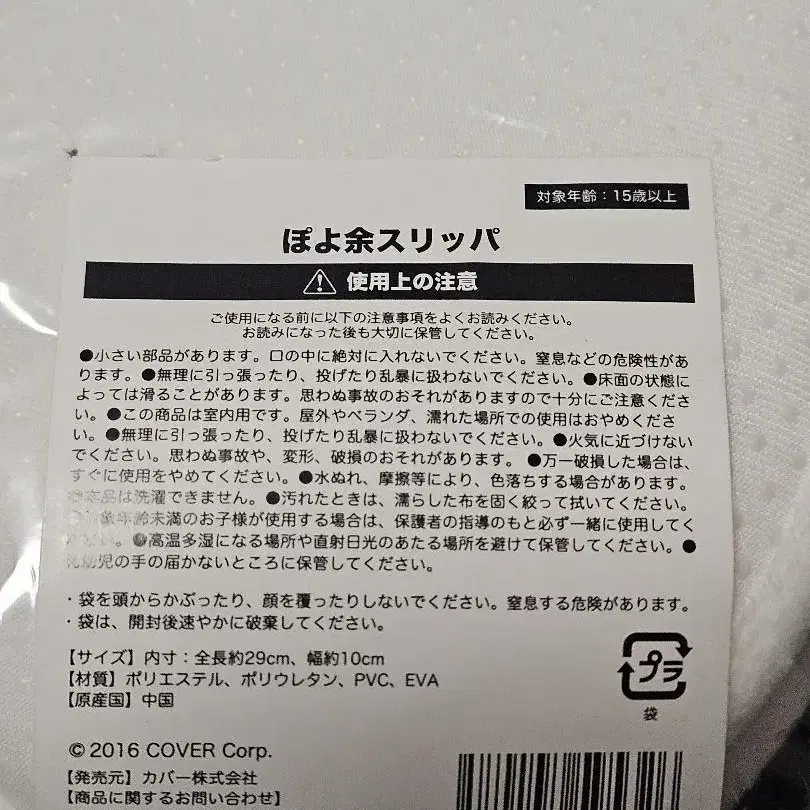 対象年齢：15歳以上
ぽよ余スリッパ
使用上の注意
ご使用になる前に以下の注意事項をよくお読みください。
お読みになった後も大切に保管してください。
●小さい部品があります。口の中に絶対に入れないでください。窒息などの危険性があ
ります。●無理に引っ張ったり、投げたり乱暴に扱わないでください。●床面の状態に
よっては滑ることがあります。思わぬ事故のおそれがありますので十分にご注意くださ
い。●この商品は室内用です。屋外やベランダ、濡れた場所での使用はおやめくださ
い。●無理に引っ張ったり、投げたり乱暴に扱わないでください。●火気に近づけない
でください。思わぬ事故や、変形、破損のおそれがあります。●万一破損した場合は、
すぐに使用をやめてください。●水ぬれ、摩擦等により、色落ちする場合があります。
商品は洗濯できません。●汚れたときは、濡らした布を固く絞って拭いてください。
年齢未満のお子様が使用する場合は、保護者の指導のもと必ず一緒に使用してく
い。●高温多湿になる場所や直射日光のあたる場所を避けて保管してください。●
乳幼児の手の届かないところに保管してください。
・袋を頭からかぶったり、顔を覆ったりしないでください。窒息する危険があります。
・袋は、開封後速やかに破棄してください。
【サイズ】内寸：全長約29cm、幅約10cm
【材質】ポリエステル、ポリウレタン、PVC、EVA
【原産国】中国
プラ
袋
© 2016 COVER Corp.
【発売元】カバー株式会社
【商品に関するお問い合わせ】